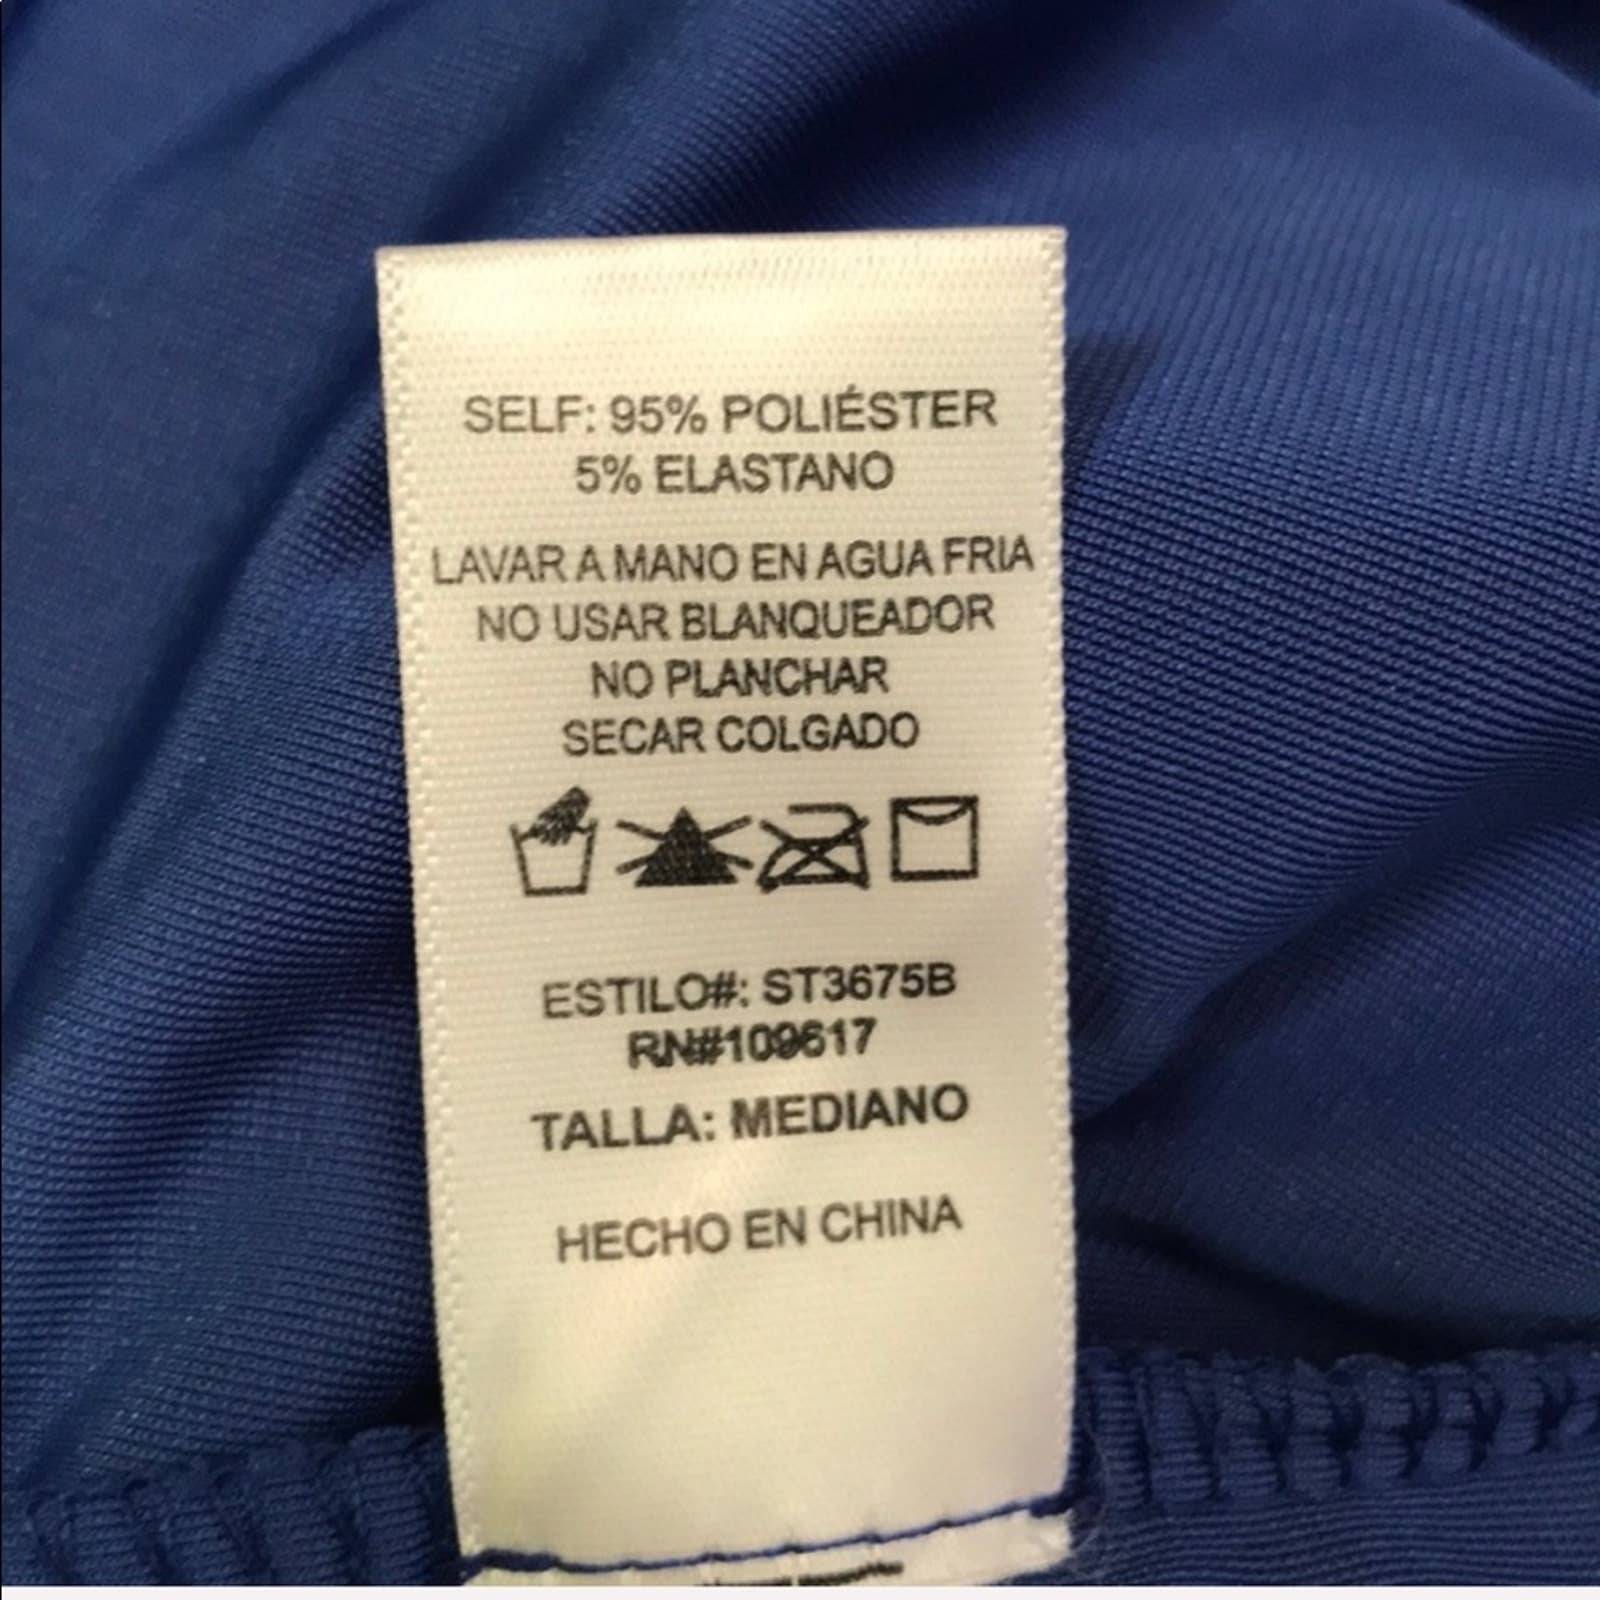 SELF: 95% POLIÉSTER
5% ELASTANO
LAVAR A MANO EN AGUA FRIA
NO USAR BLANQUEADOR
NO PLANCHAR
SECAR COLGADO
ESTILO#: ST3675B
RN#109617
TALLA: MEDIANO
HECHO EN CHINA